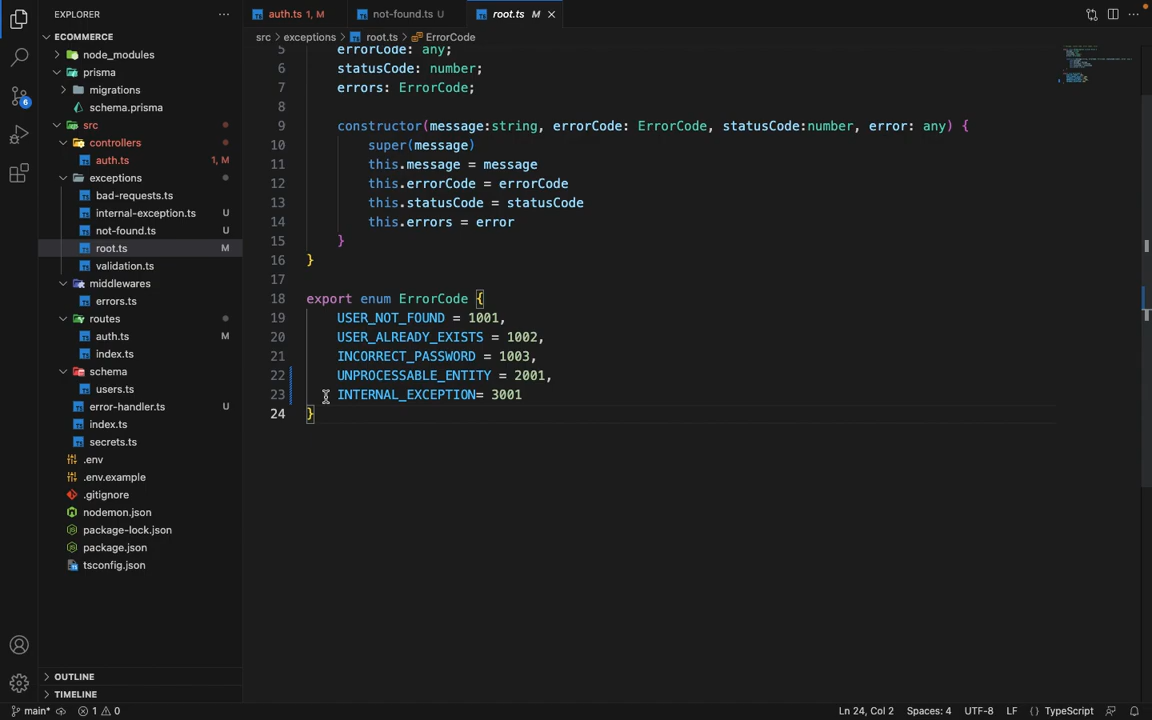 EXPLORER
ECOMMERCE
node_modules
prisma
migrations
schema.prisma
src
controllers
auth.ts 1, M
exceptions
bad-requests.ts
internal-exception.ts U
not-found.ts U
root.ts M
validation.ts
middlewares
errors.ts
routes
auth.ts
index.ts
schema
users.ts
error-handler.ts U
index.ts
secrets.ts
.env
.env.example
.gitignore
nodemon.json
package-lock.json
package.json
tsconfig.json
OUTLINE
TIMELINE
6
auth.ts 1, M
not-found.ts U
root.ts M
src > exceptions > root.ts > ErrorCode
5 errorCode: any;
6 statusCode: number;
7 errors: ErrorCode;
8
9 constructor(message:string, errorCode: ErrorCode, statusCode:number, error: any) {
10 super(message)
11 this.message = message
12 this.errorCode = errorCode
13 this.statusCode = statusCode
14 this.errors = error
15 }
16 }
17
18 export enum ErrorCode {
19 USER_NOT_FOUND = 1001,
20 USER_ALREADY_EXISTS = 1002,
21 INCORRECT_PASSWORD = 1003,
22 UNPROCESSABLE_ENTITY = 2001,
23 INTERNAL_EXCEPTION= 3001
24 }
main* 1 0 Ln 24, Col 2 Spaces: 4 UTF-8 LF {} TypeScript